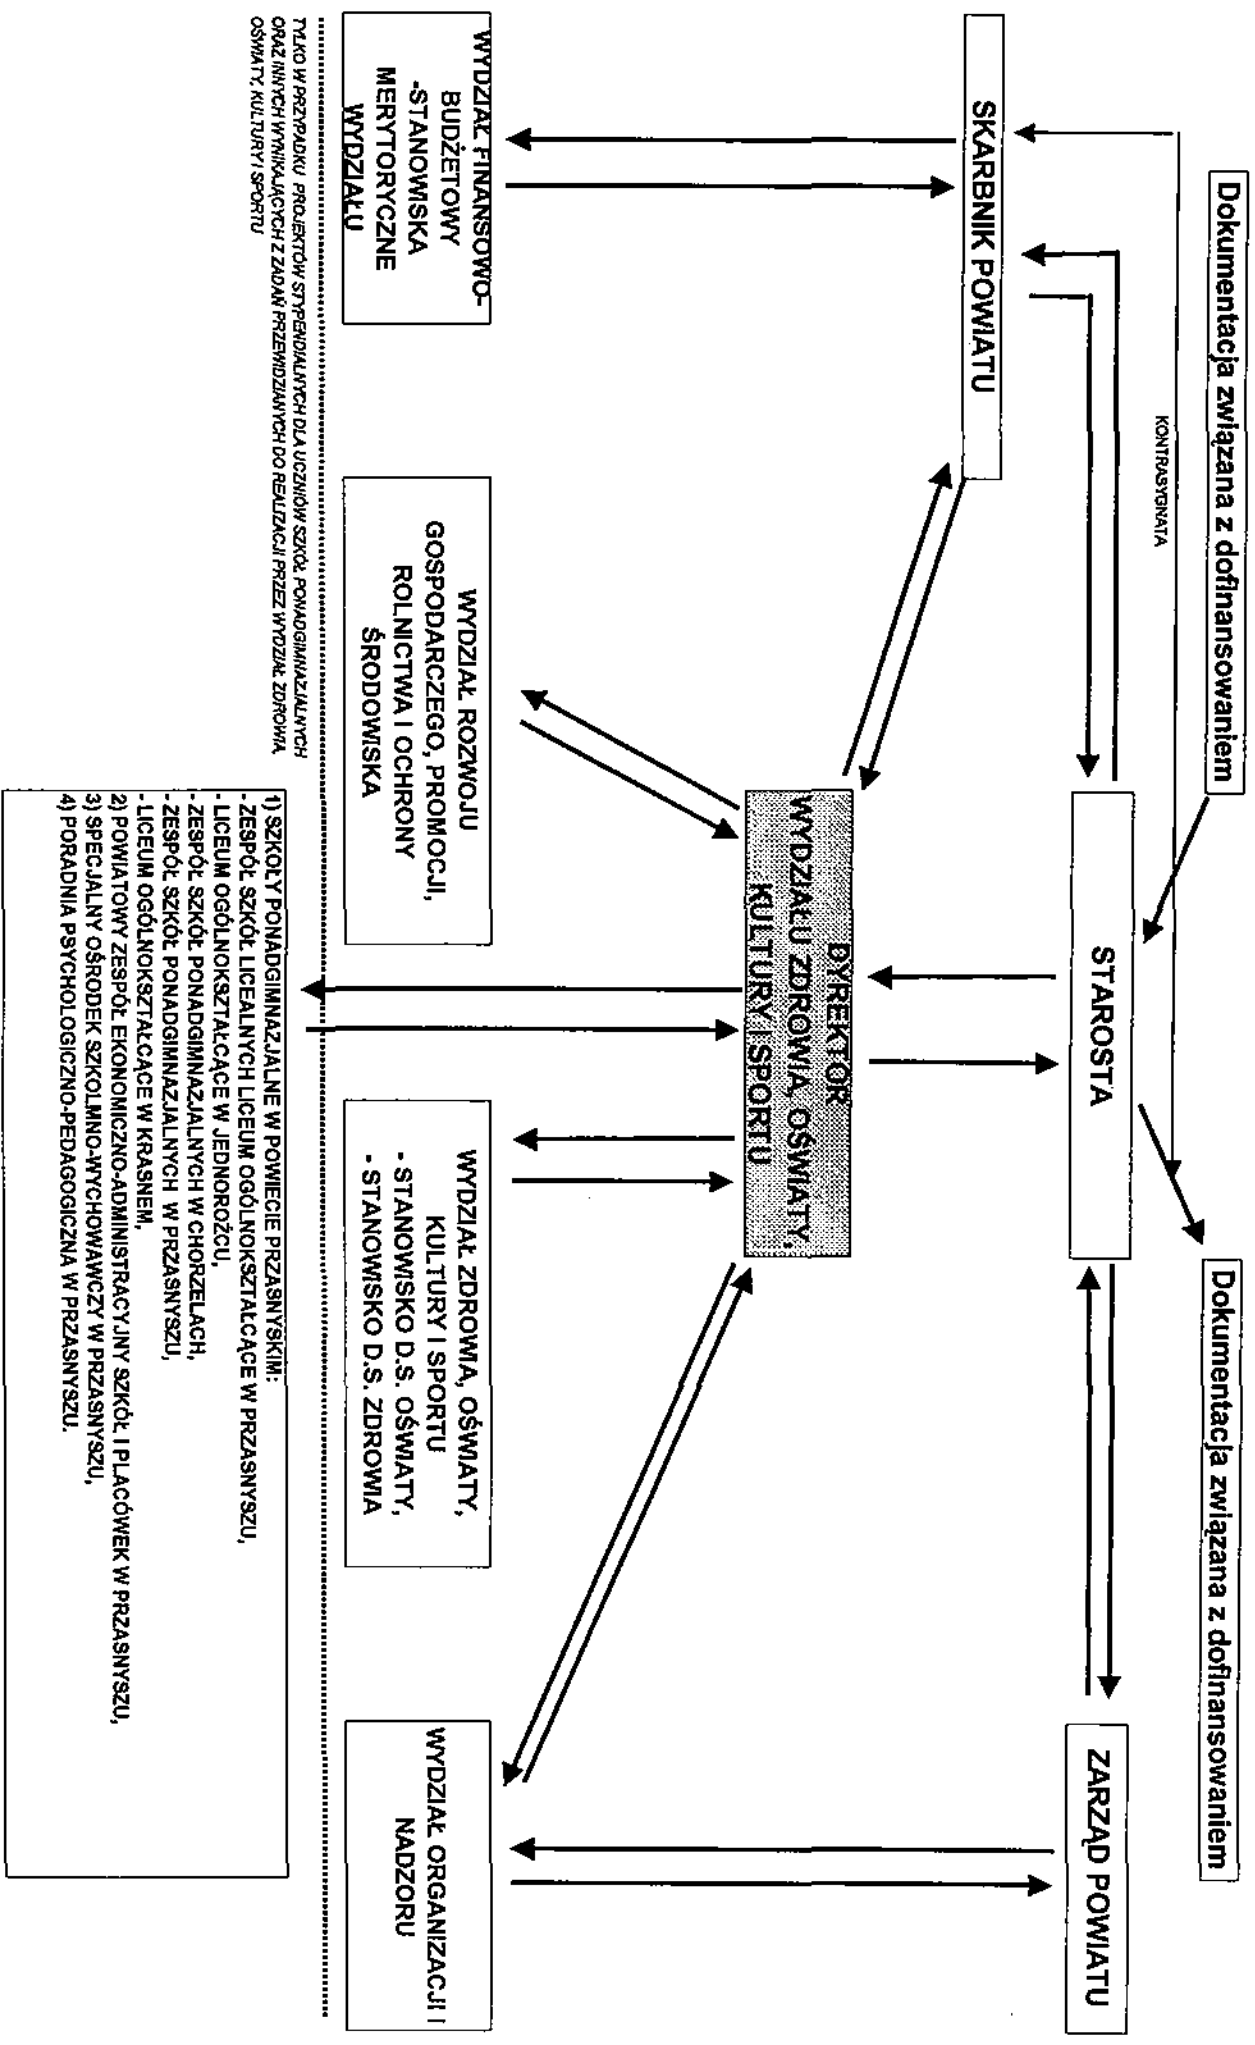 Dokumentacja związana z dofinansowaniem
Dokumentacja związana z dofinansowaniem
KONTRASYGNATA
STAROSTA
ZARZĄD POWIATU
SKARBNIK POWIATU
DYREKTOR
WYDZIAŁU ZDROWIA, OŚWIATY,
KULTURY I SPORTU
WYDZIAŁ FINANSOWO-
BUDŻETOWY
-STANOWISKA
MERYTORYCZNE
WYDZIAŁU
WYDZIAŁ ROZWOJU
GOSPODARCZEGO, PROMOCJI,
ROLNICTWA I OCHRONY
ŚRODOWISKA
WYDZIAŁ ZDROWIA, OŚWIATY,
KULTURY I SPORTU
- STANOWISKO D.S. OŚWIATY,
- STANOWISKO D.S. ZDROWIA
WYDZIAŁ ORGANIZACJI I
NADZORU
TYLKO W PRZYPADKU PROJEKTÓW STYPENDIALNYCH DLA UCZNIÓW SZKÓŁ PONADGIMNAZJALNYCH
ORAZ INNYCH WYNIKAJĄCYCH Z ZADAŃ PRZEWIDZIANYCH DO REALIZACJI PRZEZ WYDZIAŁ ZDROWIA,
OŚWIATY, KULTURY I SPORTU
1) SZKOŁY PONADGIMNAZJALNE W POWIECIE PRZASNYSKIM:
- ZESPÓŁ SZKÓŁ LICEALNYCH LICEUM OGÓLNOKSZTAŁCĄCE W PRZASNYSZU,
- LICEUM OGÓLNOKSZTAŁCĄCE W JEDNOROŻCU,
- ZESPÓŁ SZKÓŁ PONADGIMNAZJALNYCH W CHORZELACH,
- ZESPÓŁ SZKÓŁ PONADGIMNAZJALNYCH W PRZASNYSZU,
- LICEUM OGÓLNOKSZTAŁCĄCE W KRASNEM,
2) POWIATOWY ZESPÓŁ EKONOMICZNO-ADMINISTRACYJNY SZKÓŁ I PLACÓWEK W PRZASNYSZU,
3) SPECJALNY OŚRODEK SZKOLMNO-WYCHOWAWCZY W PRZASNYSZU,
4) PORADNIA PSYCHOLOGICZNO-PEDAGOGICZNA W PRZASNYSZU.